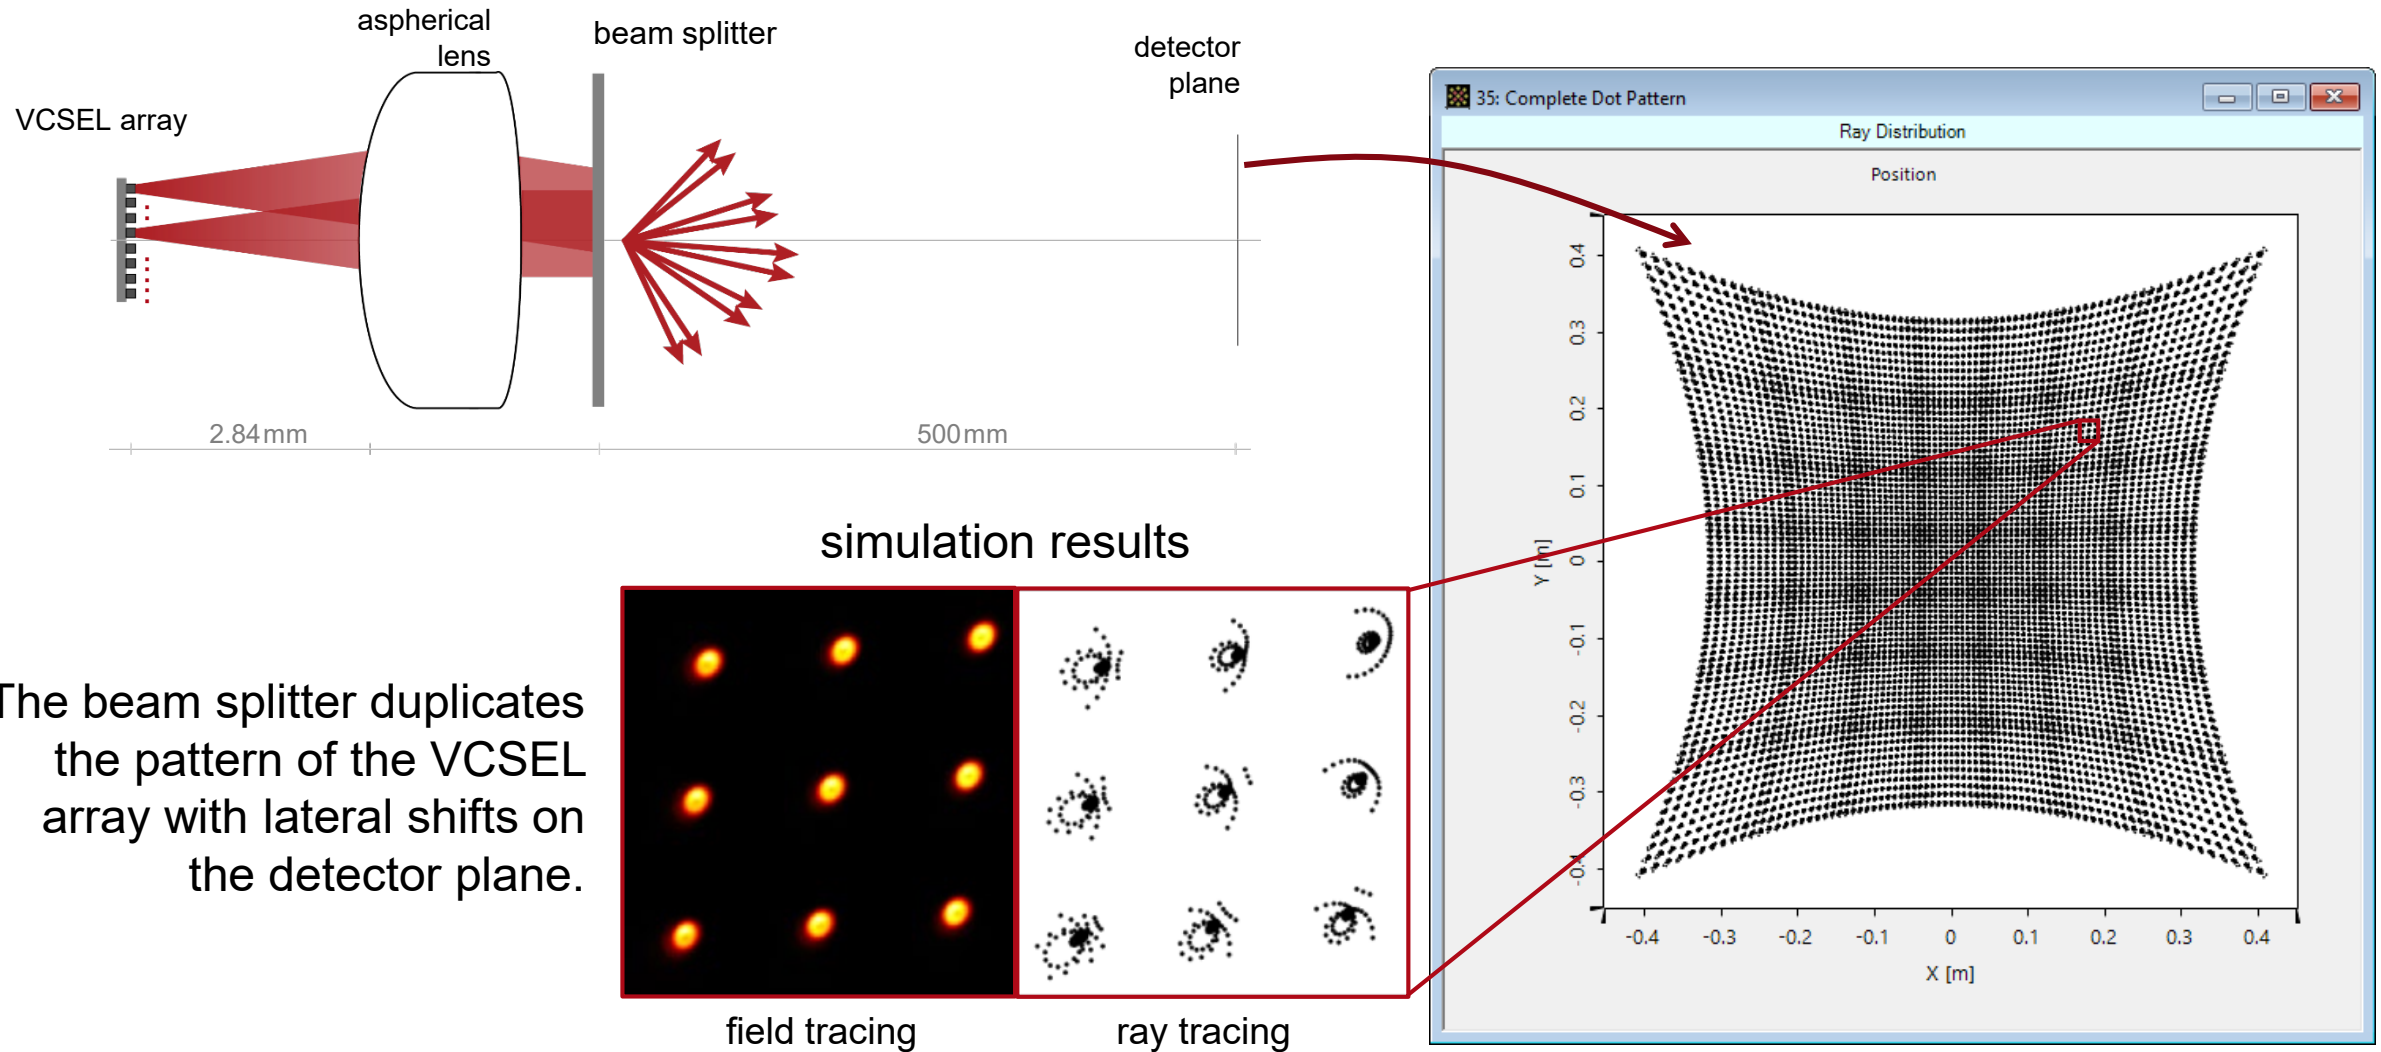 aspherical
lens
beam splitter
detector
plane
VCSEL array
2.84mm
500mm
35: Complete Dot Pattern
Ray Distribution
Position
0.4
0.3
0.2
0.1
0
-0.1
-0.2
-0.3
-0.4
Y [m]
-0.4
-0.3
-0.2
-0.1
0
0.1
0.2
0.3
0.4
X [m]
simulation results
The beam splitter duplicates
the pattern of the VCSEL
array with lateral shifts on
the detector plane.
field tracing
ray tracing